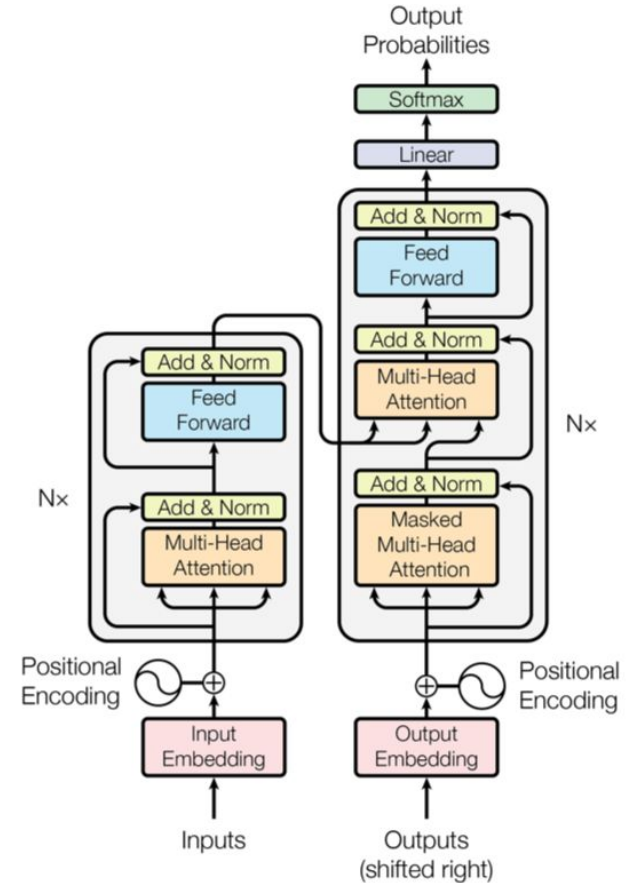 Output
Probabilities
Softmax
Linear
Add & Norm
Feed
Forward
Add & Norm
Multi-Head
Attention
Nx
Add & Norm
Masked
Multi-Head
Attention
Add & Norm
Feed
Forward
Nx
Add & Norm
Multi-Head
Attention
Positional
Encoding
Positional
Encoding
Input
Embedding
Output
Embedding
Inputs
Outputs
(shifted right)